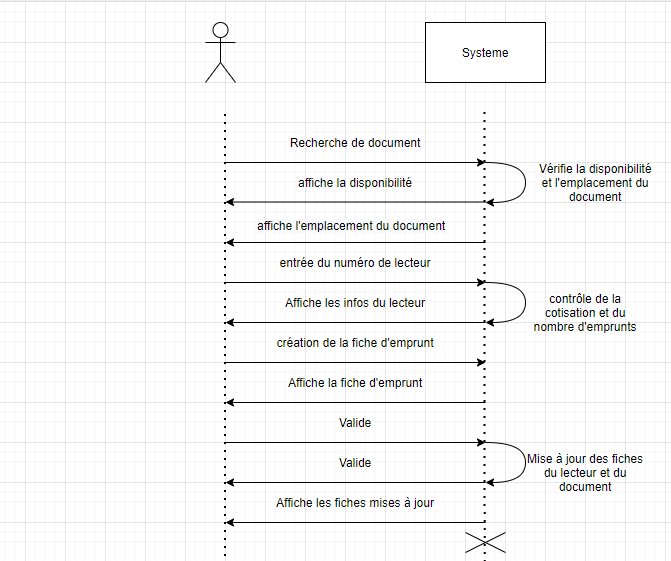 Systeme
Recherche de document
Vérifie la disponibilité
et l'emplacement du
document
affiche la disponibilité
affiche l'emplacement du document
entrée du numéro de lecteur
Affiche les infos du lecteur
contrôle de la
cotisation et du
nombre d'emprunts
création de la fiche d'emprunt
Affiche la fiche d'emprunt
Valide
Valide
Mise à jour des fiches
du lecteur et du
document
Affiche les fiches mises à jour